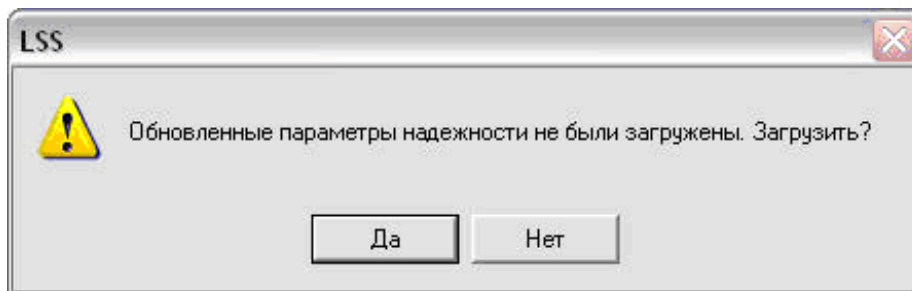 LSS
Обновленные параметры надежности не были загружены. Загрузить?
Да
Нет